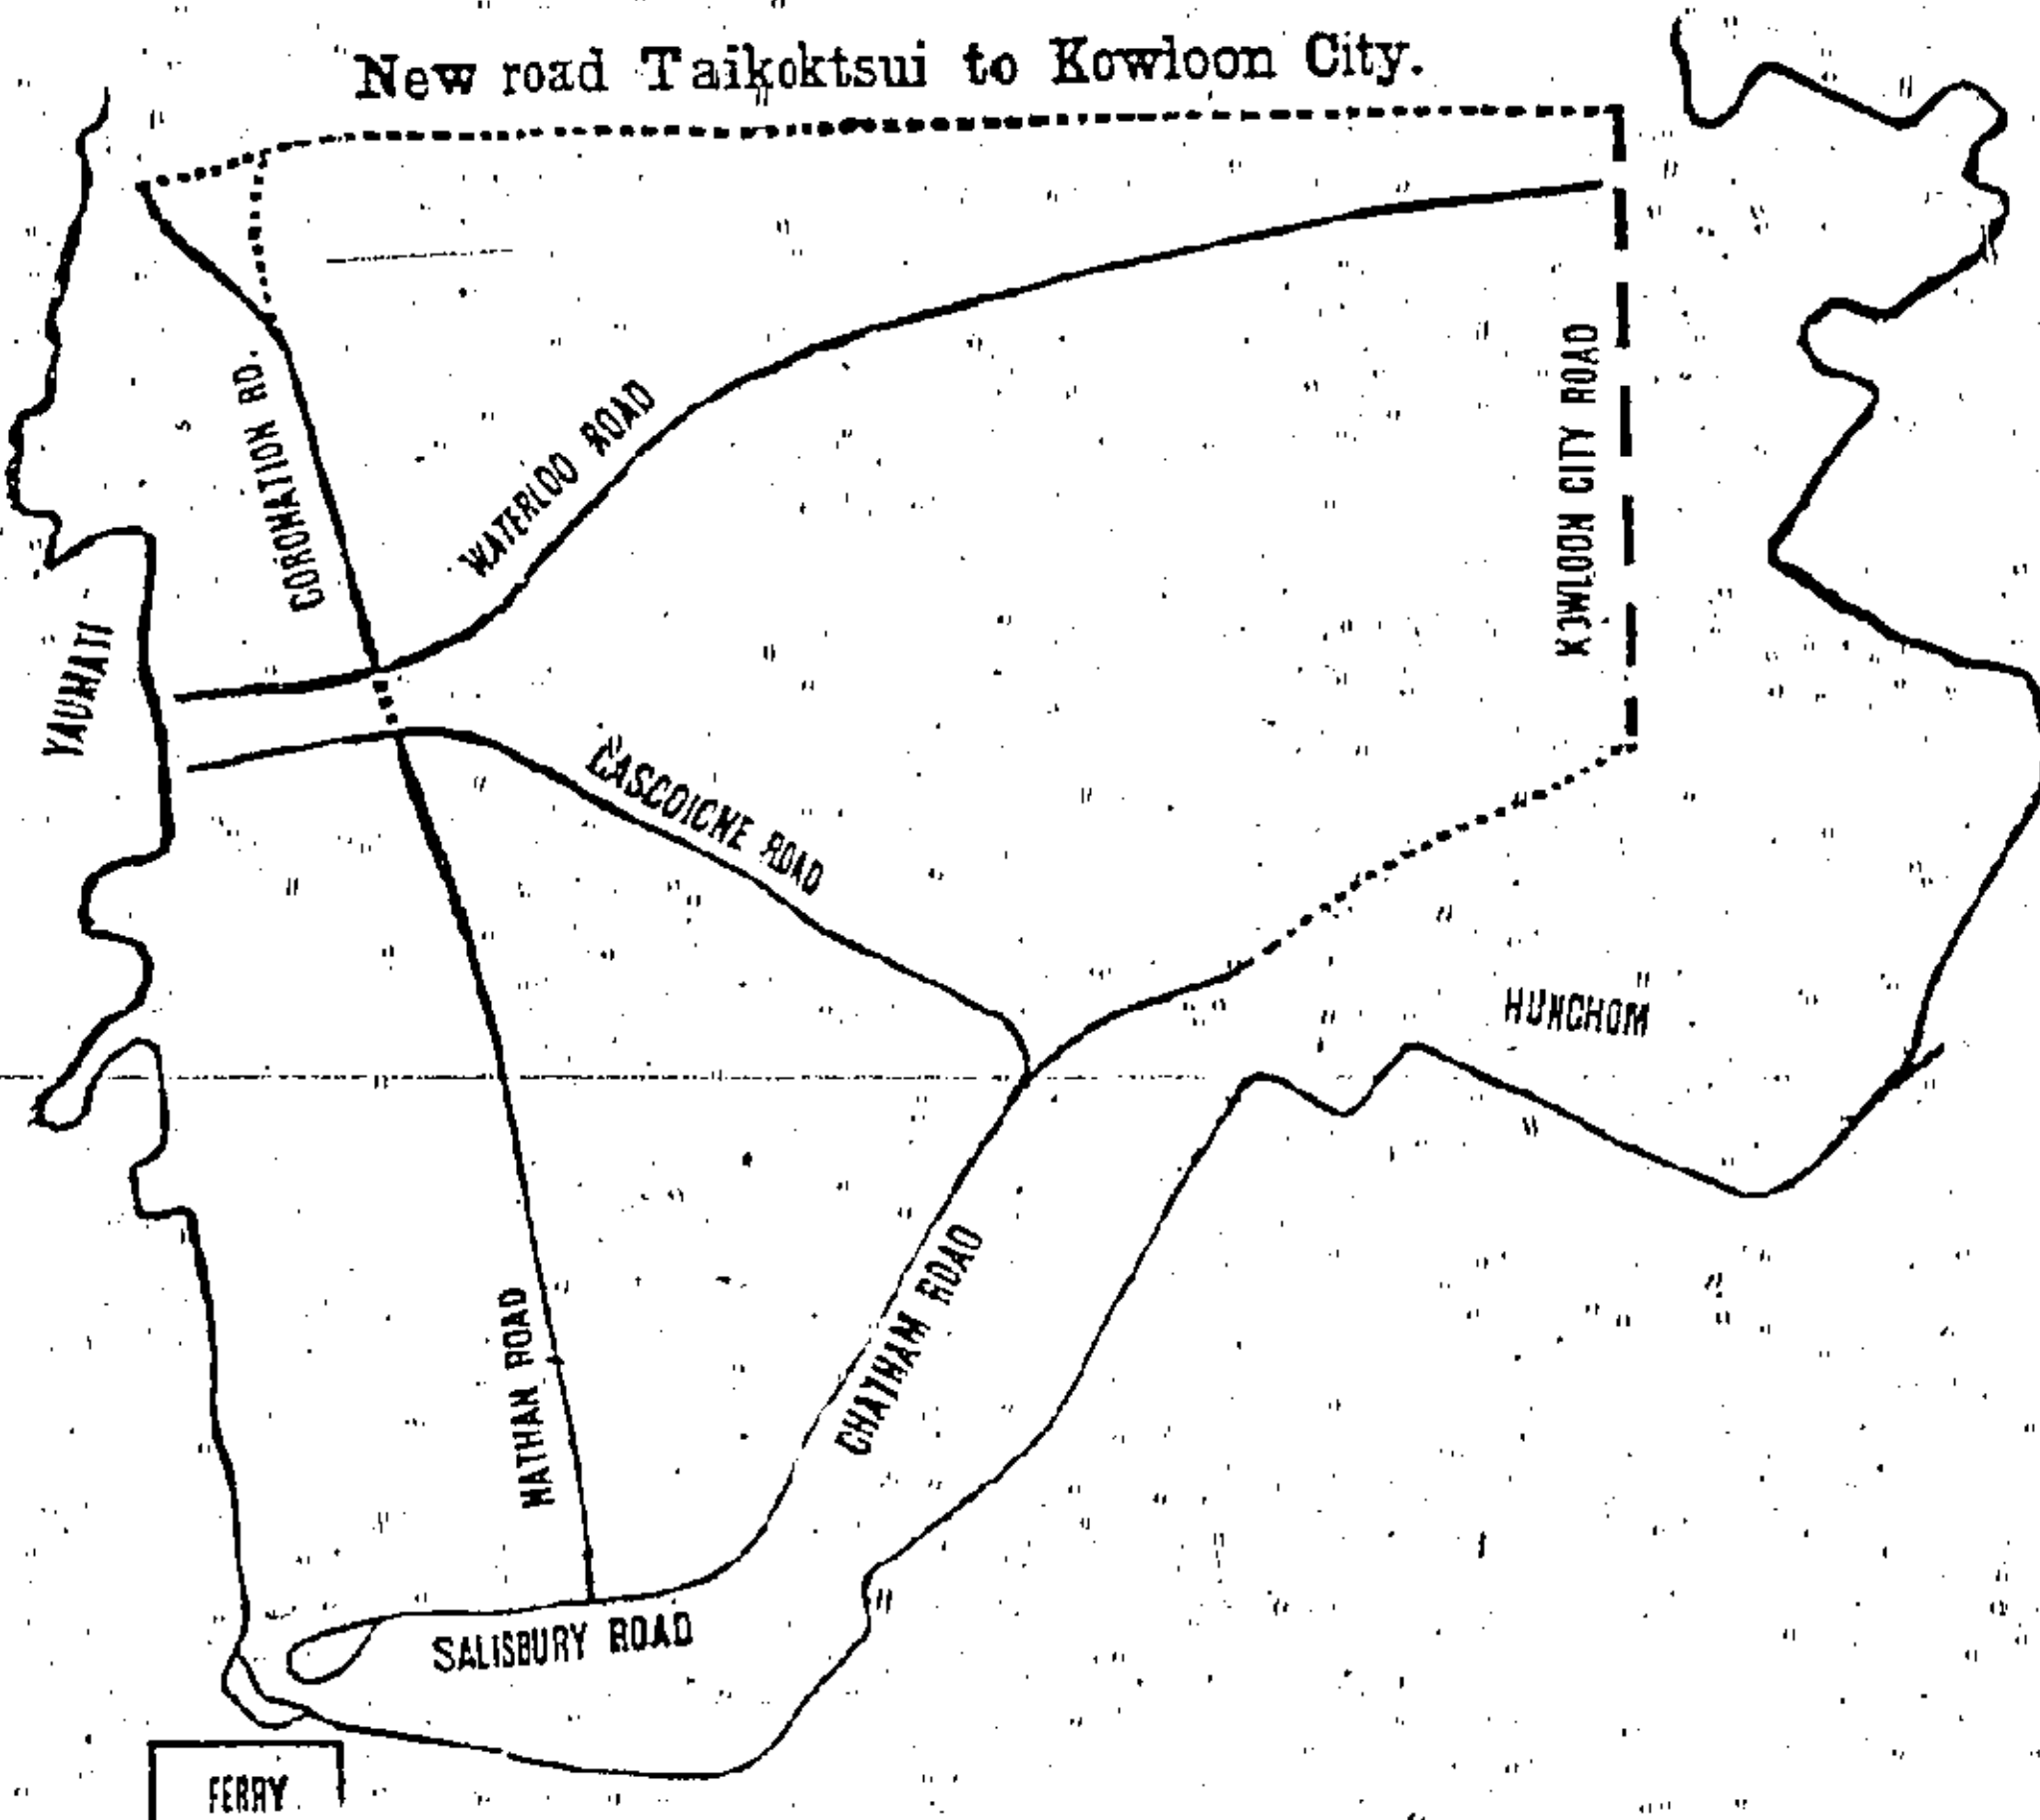 New road Taikoktsui to Kowloon City.
CORONATION RD.
WATERLOO ROAD
KOWLOON CITY ROAD
YAUMATI
GASCOIGNE ROAD
HUNGHOM
NATHAN ROAD
CHATHAM ROAD
SALISBURY ROAD
FERRY